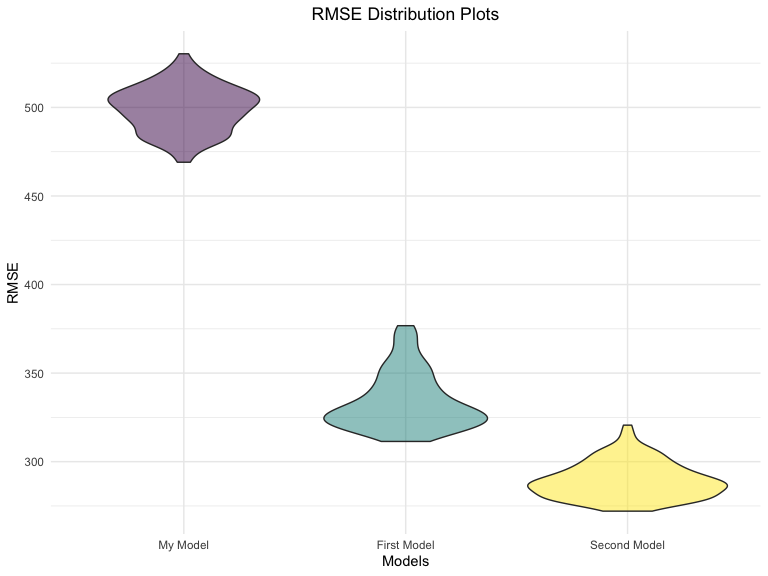 RMSE Distribution Plots
500
450
400
350
300
RMSE
My Model
First Model
Second Model
Models